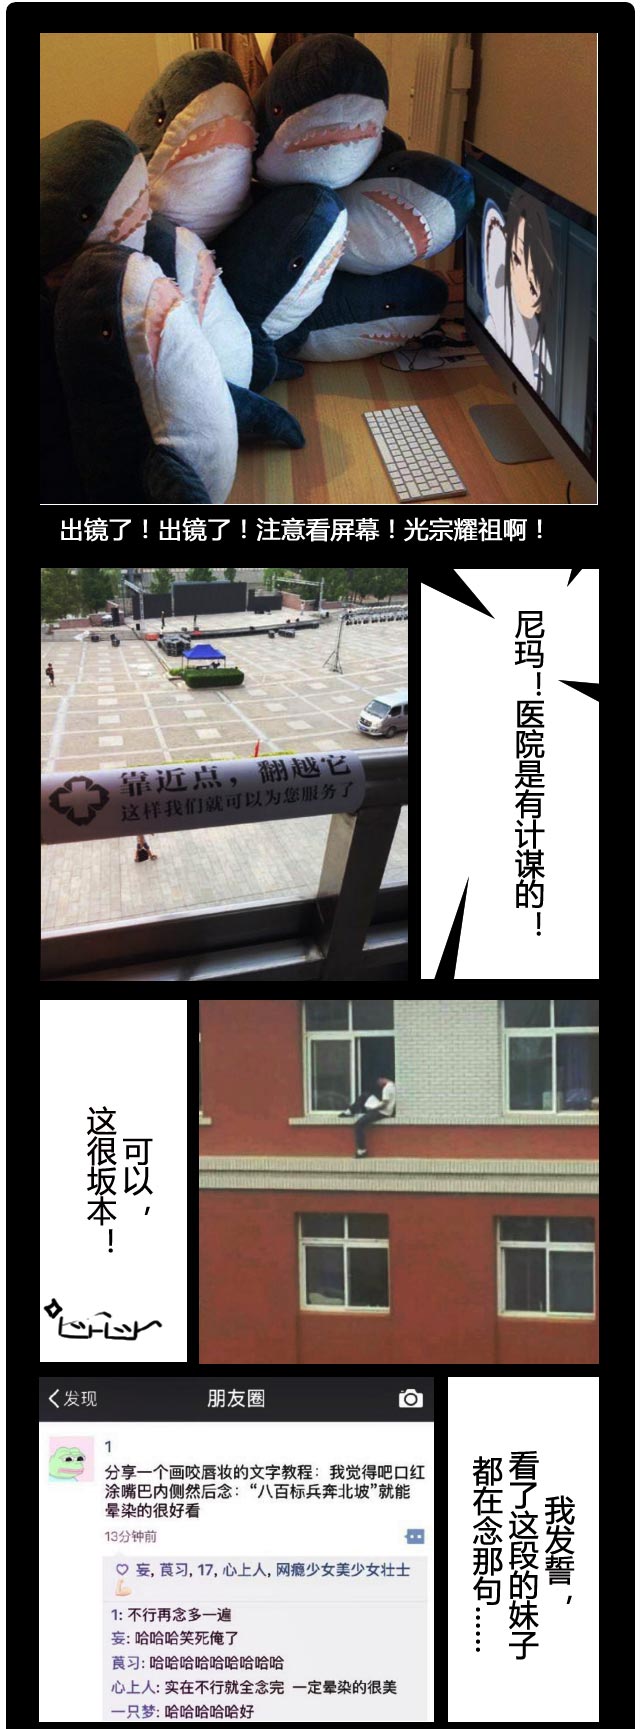 出镜了！出镜了！注意看屏幕！光宗耀祖啊！
靠近点，翻越它
这样我们就可以为您服务了
尼玛！医院是有计谋的！
可以，
这很坂本！
发现
朋友圈
1
分享一个画咬唇妆的文字教程：我觉得吧口红
涂嘴巴内侧然后念：“八百标兵奔北坡”就能
晕染的很好看
13分钟前
妄, 莨习, 17, 心上人, 网瘾少女美少女壮士
1: 不行再念多一遍
妄: 哈哈哈笑死俺了
莨习: 哈哈哈哈哈哈哈哈哈
心上人: 实在不行就全念完 一定晕染的很美
一只梦: 哈哈哈哈哈好
我发誓，
看了这段的妹子
都在念那句……